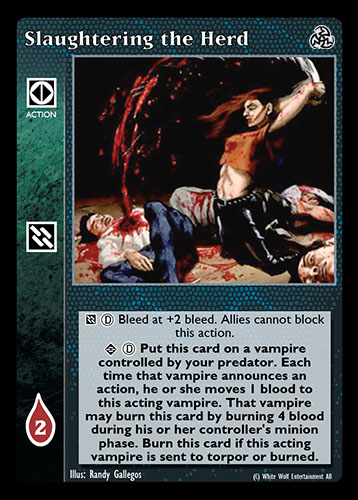 Slaughtering the Herd
ACTION
D Bleed at +2 bleed. Allies cannot block
this action.
D Put this card on a vampire
controlled by your predator. Each
time that vampire announces an
action, he or she moves 1 blood to
this acting vampire. That vampire
may burn this card by burning 4 blood
during his or her controller's minion
phase. Burn this card if this acting
vampire is sent to torpor or burned.
2
Illus: Randy Gallegos
(C) White Wolf Entertainment AB